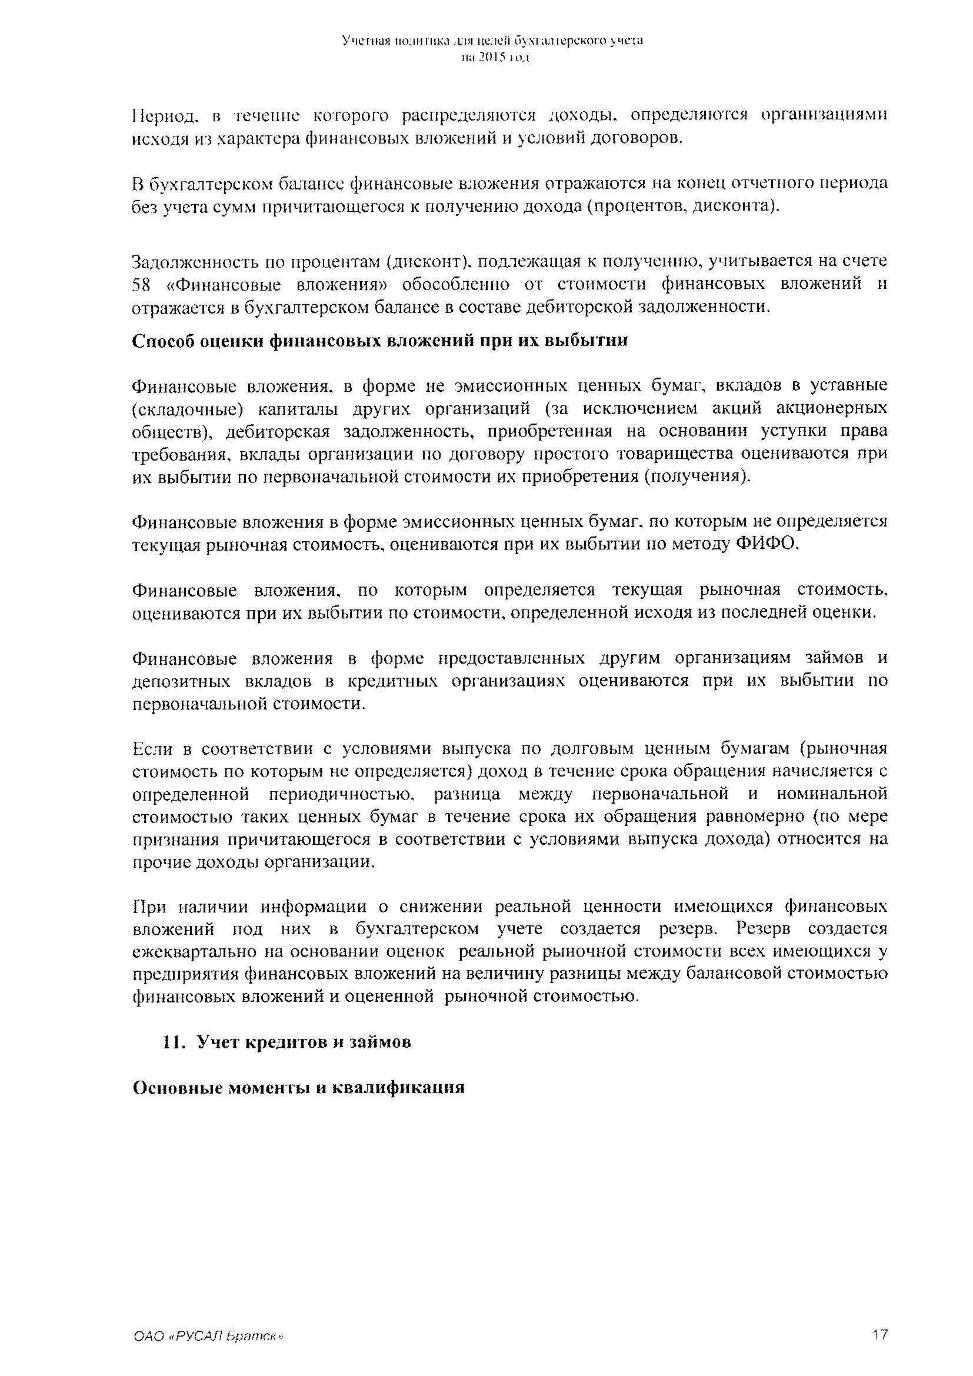 Учетная политика для целей бухгалтерского учета
на 2015 год
Период, в течение которого распределяются доходы, определяются организациями
исходя из характера финансовых вложений и условий договоров.
В бухгалтерском балансе финансовые вложения отражаются на конец отчетного периода
без учета сумм причитающегося к получению дохода (процентов, дисконта).
Задолженность по процентам (дисконт), подлежащая к получению, учитывается на счете
58 «Финансовые вложения» обособленно от стоимости финансовых вложений и
отражается в бухгалтерском балансе в составе дебиторской задолженности.
Способ оценки финансовых вложений при их выбытии
Финансовые вложения, в форме не эмиссионных ценных бумаг, вкладов в уставные
(складочные) капиталы других организаций (за исключением акций акционерных
обществ), дебиторская задолженность, приобретенная на основании уступки права
требования, вклады организации по договору простого товарищества оцениваются при
их выбытии по первоначальной стоимости их приобретения (получения).
Финансовые вложения в форме эмиссионных ценных бумаг, по которым не определяется
текущая рыночная стоимость, оцениваются при их выбытии по методу ФИФО.
Финансовые вложения, по которым определяется текущая рыночная стоимость,
оцениваются при их выбытии по стоимости, определенной исходя из последней оценки.
Финансовые вложения в форме предоставленных другим организациям займов и
депозитных вкладов в кредитных организациях оцениваются при их выбытии по
первоначальной стоимости.
Если в соответствии с условиями выпуска по долговым ценным бумагам (рыночная
стоимость по которым не определяется) доход в течение срока обращения начисляется с
определенной периодичностью, разница между первоначальной и номинальной
стоимостью таких ценных бумаг в течение срока их обращения равномерно (по мере
признания причитающегося в соответствии с условиями выпуска дохода) относится на
прочие доходы организации.
При наличии информации о снижении реальной ценности имеющихся финансовых
вложений под них в бухгалтерском учете создается резерв. Резерв создается
ежеквартально на основании оценок реальной рыночной стоимости всех имеющихся у
предприятия финансовых вложений на величину разницы между балансовой стоимостью
финансовых вложений и оцененной рыночной стоимостью.
11. Учет кредитов и займов
Основные моменты и квалификация
ОАО «РУСАЛ Братск»
17